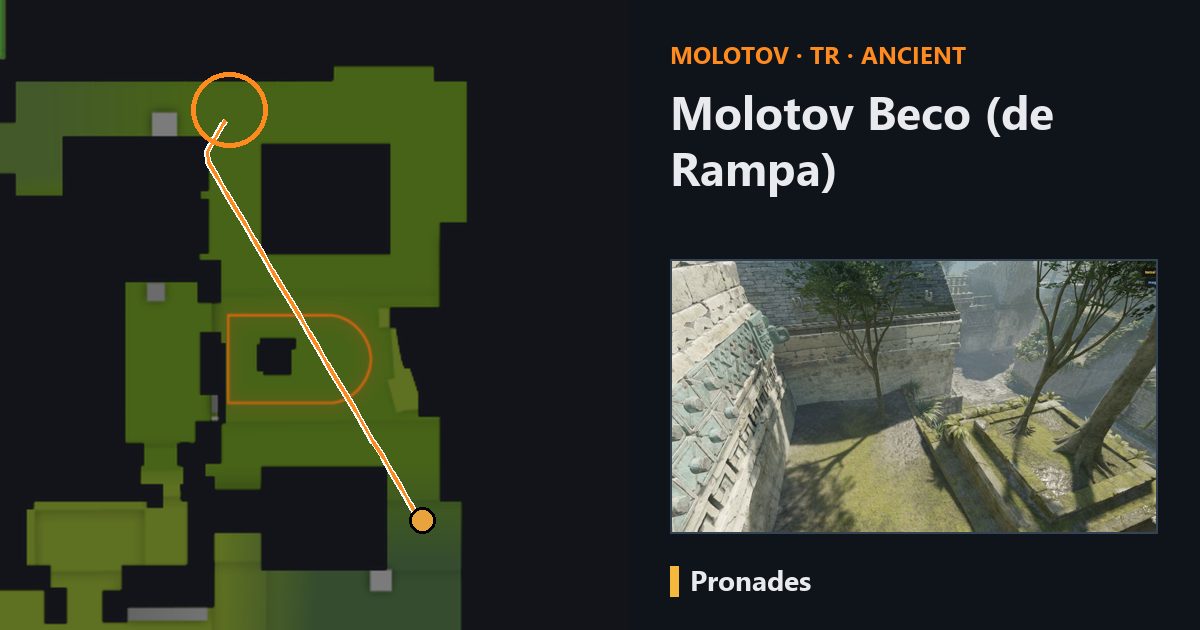 MOLOTOV · TR · ANCIENT
Molotov Beco (de
Rampa)
Pronades